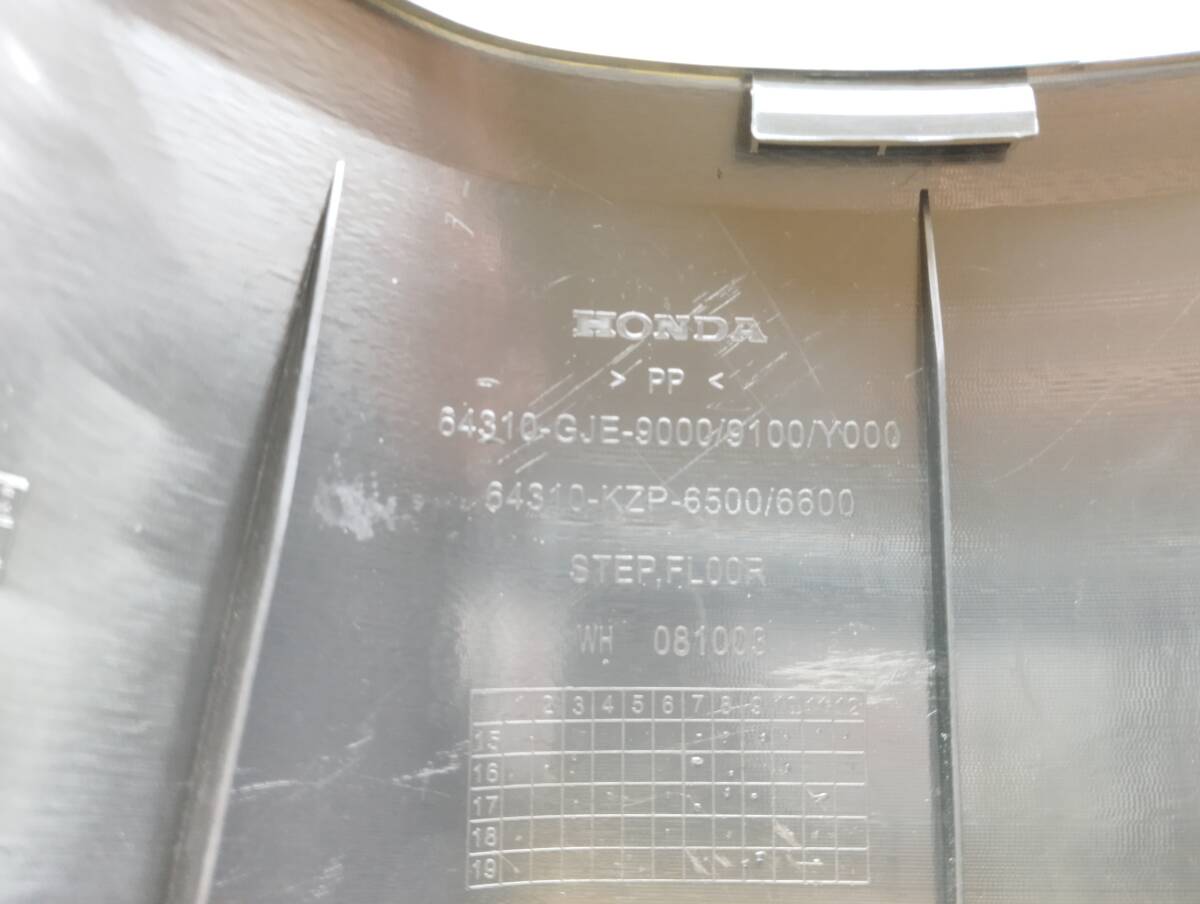 HONDA
> PP <
64310-GJE-9000/9100/Y000
64310-KZP-6500/6600
STEP,FLOOR
WH 081003
1 2 3 4 5 6 7 8 9 10 11 12
15
16
17
18
19